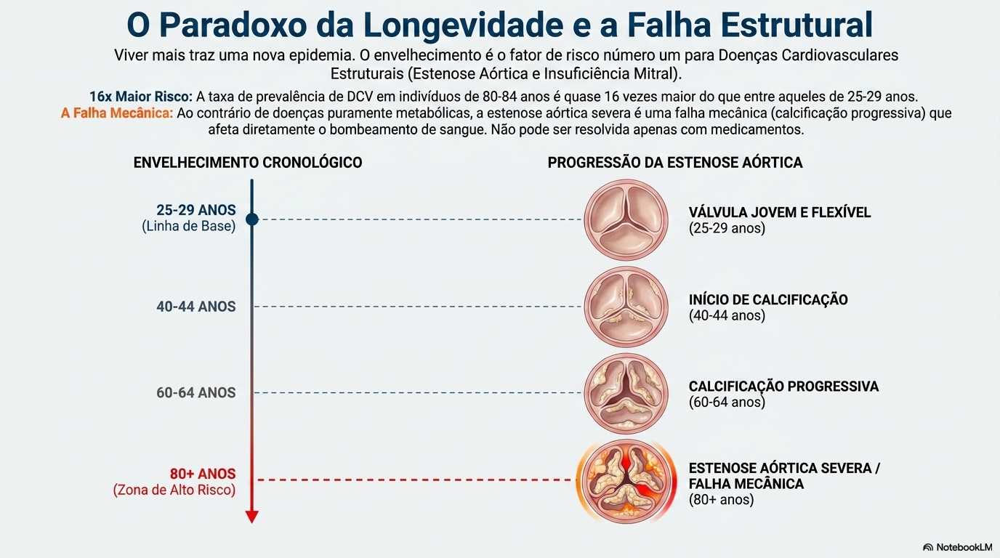 O Paradoxo da Longevidade e a Falha Estrutural
Viver mais traz uma nova epidemia. O envelhecimento é o fator de risco número um para Doenças Cardiovasculares
Estruturais (Estenose Aórtica e Insuficiência Mitral).
16x Maior Risco: A taxa de prevalência de DCV em indivíduos de 80-84 anos é quase 16 vezes maior do que entre aqueles de 25-29 anos.
A Falha Mecânica: Ao contrário de doenças puramente metabólicas, a estenose aórtica severa é uma falha mecânica (calcificação progressiva) que
afeta diretamente o bombeamento de sangue. Não pode ser resolvida apenas com medicamentos.
ENVELHECIMENTO CRONOLÓGICO
PROGRESSÃO DA ESTENOSE AÓRTICA
25-29 ANOS
(Linha de Base)
VÁLVULA JOVEM E FLEXÍVEL
(25-29 anos)
40-44 ANOS
INÍCIO DE CALCIFICAÇÃO
(40-44 anos)
60-64 ANOS
CALCIFICAÇÃO PROGRESSIVA
(60-64 anos)
80+ ANOS
(Zona de Alto Risco)
ESTENOSE AÓRTICA SEVERA /
FALHA MECÂNICA
(80+ anos)
NotebookLM